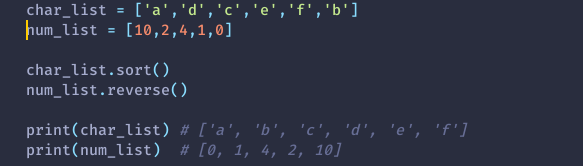 char_list = ['a','d','c','e','f','b']
num_list = [10,2,4,1,0]
char_list.sort()
num_list.reverse()
print(char_list) # ['a', 'b', 'c', 'd', 'e', 'f']
print(num_list)  # [0, 1, 4, 2, 10]